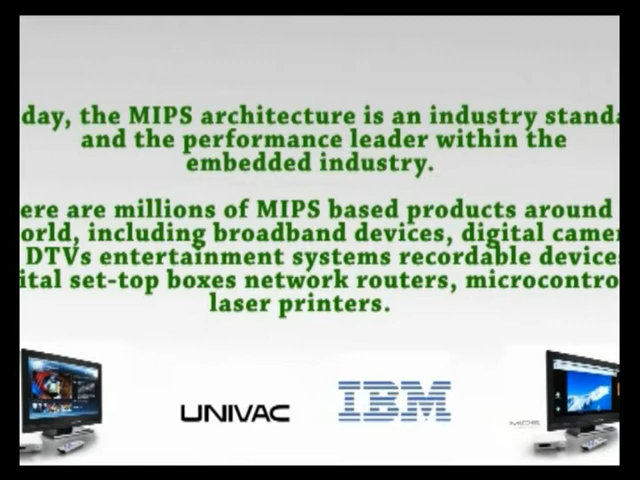 day, the MIPS architecture is an industry standa
and the performance leader within the
embedded industry.
ere are millions of MIPS based products around
orld, including broadband devices, digital camer
DTVs entertainment systems recordable devices
ital set-top boxes network routers, microcontro
laser printers.
UNIVAC
IBM
MIPS